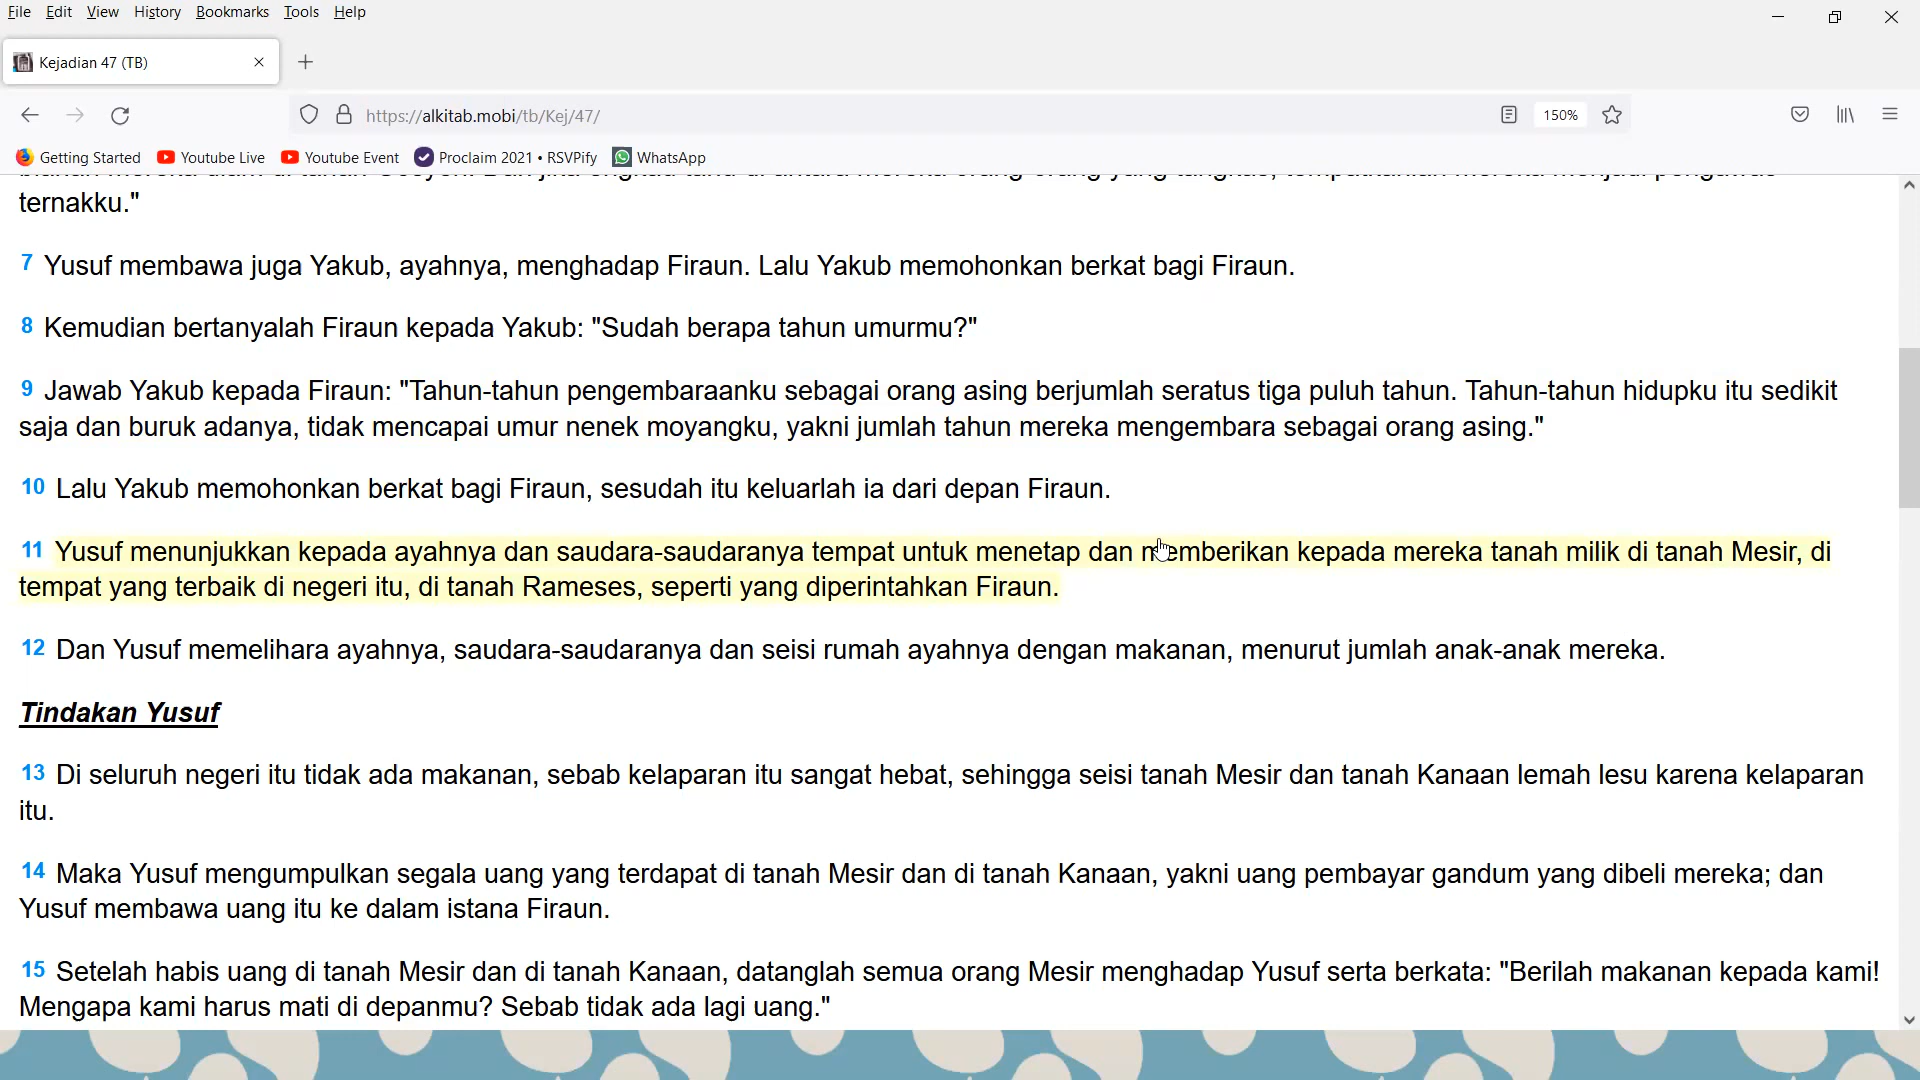 File Edit View History Bookmarks Tools Help
Kejadian 47 (TB)
https://alkitab.mobi/tb/Kej/47/ 150%
Getting Started Youtube Live Youtube Event Proclaim 2021 • RSVPify WhatsApp
ternakku."
7 Yusuf membawa juga Yakub, ayahnya, menghadap Firaun. Lalu Yakub memohonkan berkat bagi Firaun.
8 Kemudian bertanyalah Firaun kepada Yakub: "Sudah berapa tahun umurmu?"
9 Jawab Yakub kepada Firaun: "Tahun-tahun pengembaraanku sebagai orang asing berjumlah seratus tiga puluh tahun. Tahun-tahun hidupku itu sedikit
saja dan buruk adanya, tidak mencapai umur nenek moyangku, yakni jumlah tahun mereka mengembara sebagai orang asing."
10 Lalu Yakub memohonkan berkat bagi Firaun, sesudah itu keluarlah ia dari depan Firaun.
11 Yusuf menunjukkan kepada ayahnya dan saudara-saudaranya tempat untuk menetap dan memberikan kepada mereka tanah milik di tanah Mesir, di
tempat yang terbaik di negeri itu, di tanah Rameses, seperti yang diperintahkan Firaun.
12 Dan Yusuf memelihara ayahnya, saudara-saudaranya dan seisi rumah ayahnya dengan makanan, menurut jumlah anak-anak mereka.
Tindakan Yusuf
13 Di seluruh negeri itu tidak ada makanan, sebab kelaparan itu sangat hebat, sehingga seisi tanah Mesir dan tanah Kanaan lemah lesu karena kelaparan
itu.
14 Maka Yusuf mengumpulkan segala uang yang terdapat di tanah Mesir dan di tanah Kanaan, yakni uang pembayar gandum yang dibeli mereka; dan
Yusuf membawa uang itu ke dalam istana Firaun.
15 Setelah habis uang di tanah Mesir dan di tanah Kanaan, datanglah semua orang Mesir menghadap Yusuf serta berkata: "Berilah makanan kepada kami!
Mengapa kami harus mati di depanmu? Sebab tidak ada lagi uang."